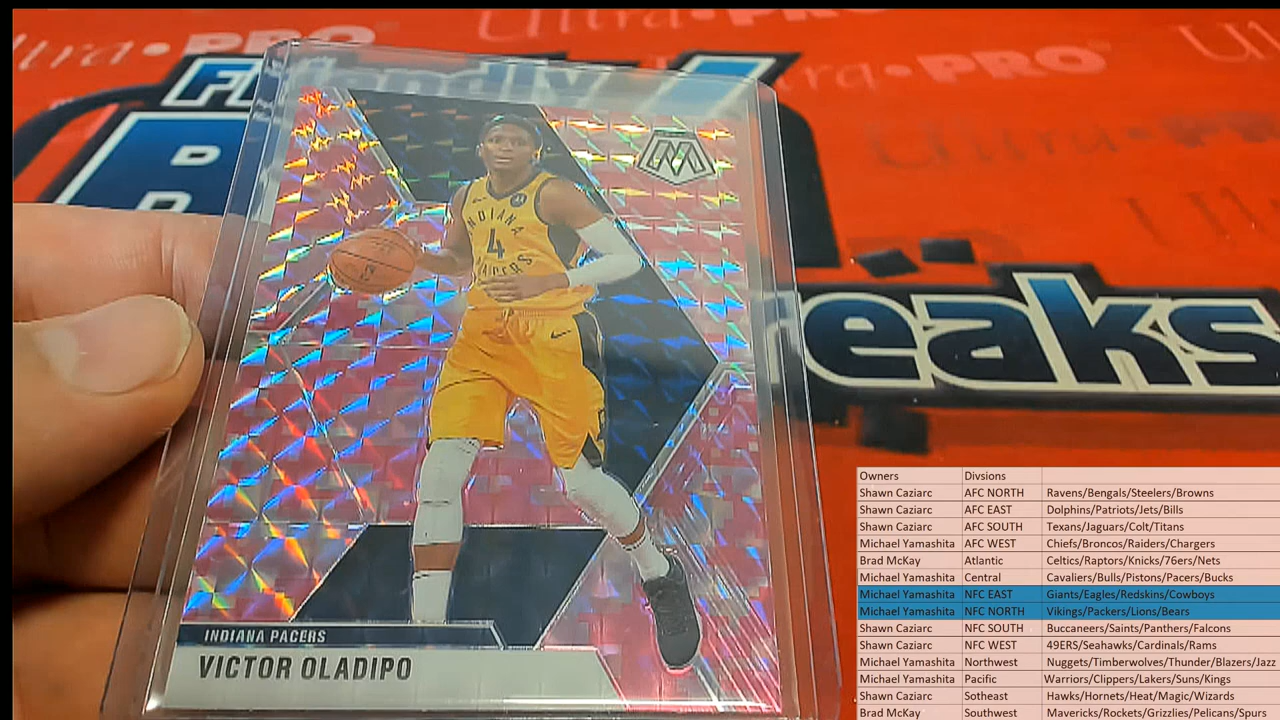 Ultra•PRO
Ultra•PRO
Ul
Friendly
Ultra•PRO
B
reaks
INDIANA
4
PACERS
INDIANA PACERS
VICTOR OLADIPO
Owners Divsions
Shawn Caziarc AFC NORTH Ravens/Bengals/Steelers/Browns
Shawn Caziarc AFC EAST Dolphins/Patriots/Jets/Bills
Shawn Caziarc AFC SOUTH Texans/Jaguars/Colt/Titans
Michael Yamashita AFC WEST Chiefs/Broncos/Raiders/Chargers
Brad McKay Atlantic Celtics/Raptors/Knicks/76ers/Nets
Michael Yamashita Central Cavaliers/Bulls/Pistons/Pacers/Bucks
Michael Yamashita NFC EAST Giants/Eagles/Redskins/Cowboys
Michael Yamashita NFC NORTH Vikings/Packers/Lions/Bears
Shawn Caziarc NFC SOUTH Buccaneers/Saints/Panthers/Falcons
Shawn Caziarc NFC WEST 49ERS/Seahawks/Cardinals/Rams
Michael Yamashita Northwest Nuggets/Timberwolves/Thunder/Blazers/Jazz
Michael Yamashita Pacific Warriors/Clippers/Lakers/Suns/Kings
Shawn Caziarc Sotheast Hawks/Hornets/Heat/Magic/Wizards
Brad McKay Southwest Mavericks/Rockets/Grizzlies/Pelicans/Spurs